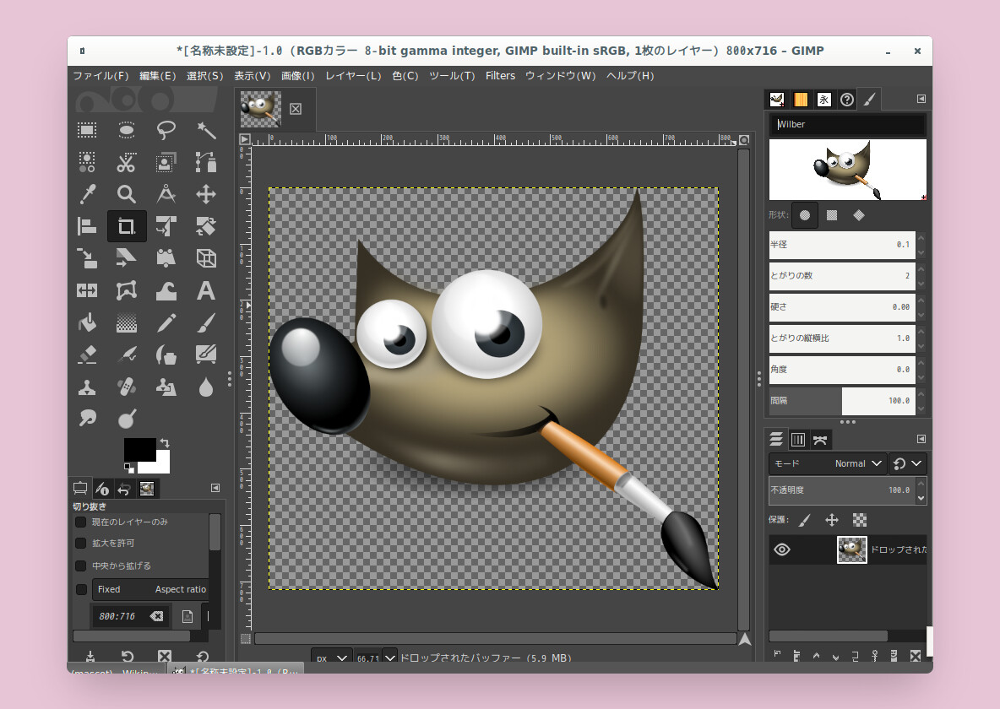 *[名称未設定]-1.0 (RGBカラー 8-bit gamma integer, GIMP built-in sRGB, 1枚のレイヤー) 800x716 – GIMP
ファイル(F) 編集(E) 選択(S) 表示(V) 画像(I) レイヤー(L) 色(C) ツール(T) Filters ウィンドウ(W) ヘルプ(H)
0 100 200 300 400 500 600 700 800
Wilber
形状:
半径 0.1
とがりの数 2
硬さ 0.00
とがりの縦横比 1.0
角度 0.0
間隔 100.0
モード Normal
不透明度 100.0
保護:
ドロップされた
切り抜き
現在のレイヤーのみ
拡大を許可
中央から拡げる
Fixed Aspect ratio
800:716
px 66.7 ドロップされたバッファー (5.9 MB)
(mascot) - Wikip...
*[名称未設定]-1.0 (R...